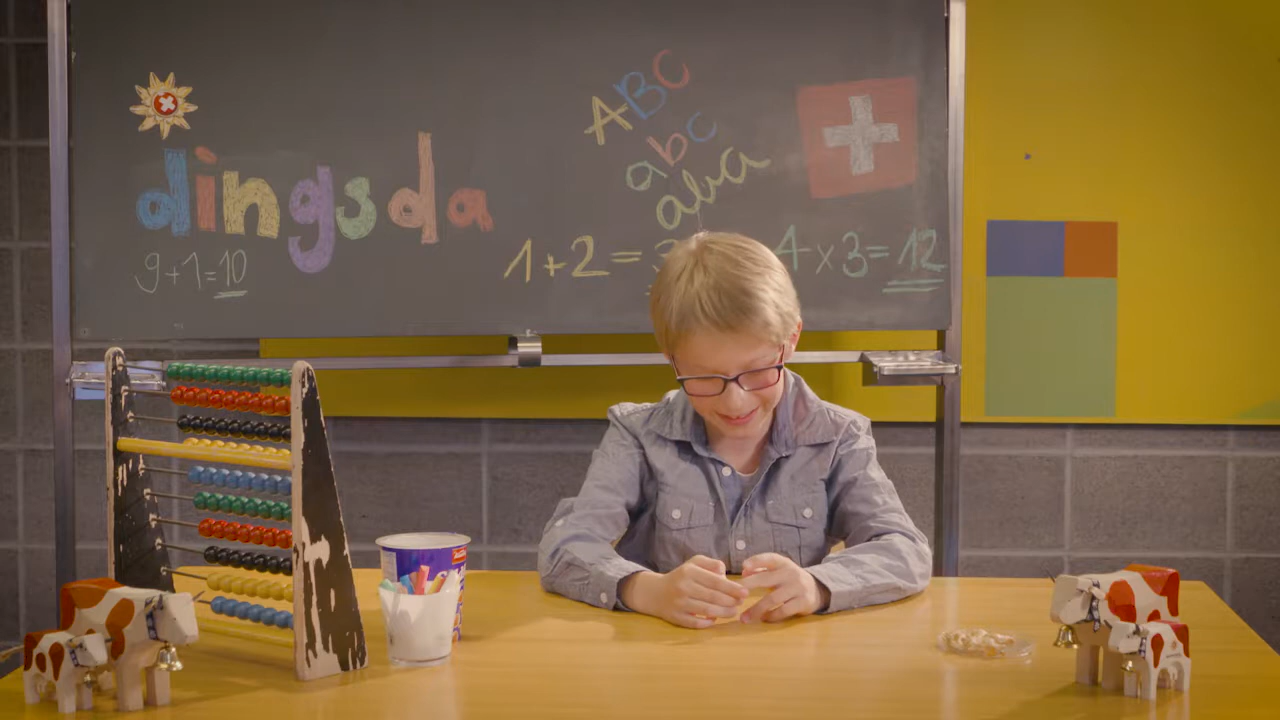 dingsda
9+1=10
ABC
abc
aba
1+2=
4x3=12